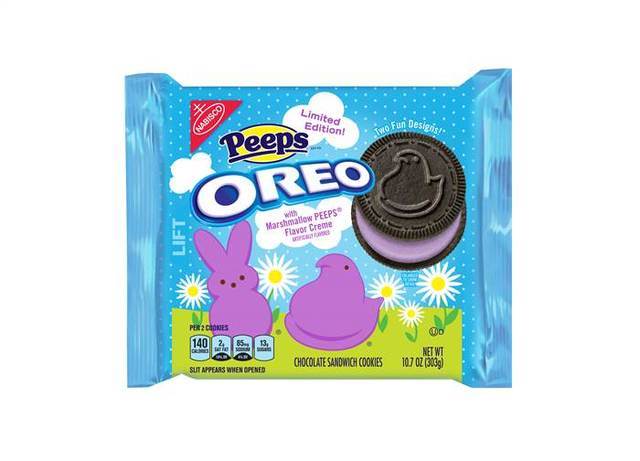 NABISCO
Limited
Edition!
Peeps
OREO
Two Fun Designs!
with
Marshmallow PEEPS®
Flavor Creme
ARTIFICIALLY FLAVORED
LIFT
PER 2 COOKIES
140
CALORIES
2g
SAT FAT
85mg
SODIUM
13g
SUGARS
SLIT APPEARS WHEN OPENED
CHOCOLATE SANDWICH COOKIES
UD
NET WT
10.7 OZ (303g)